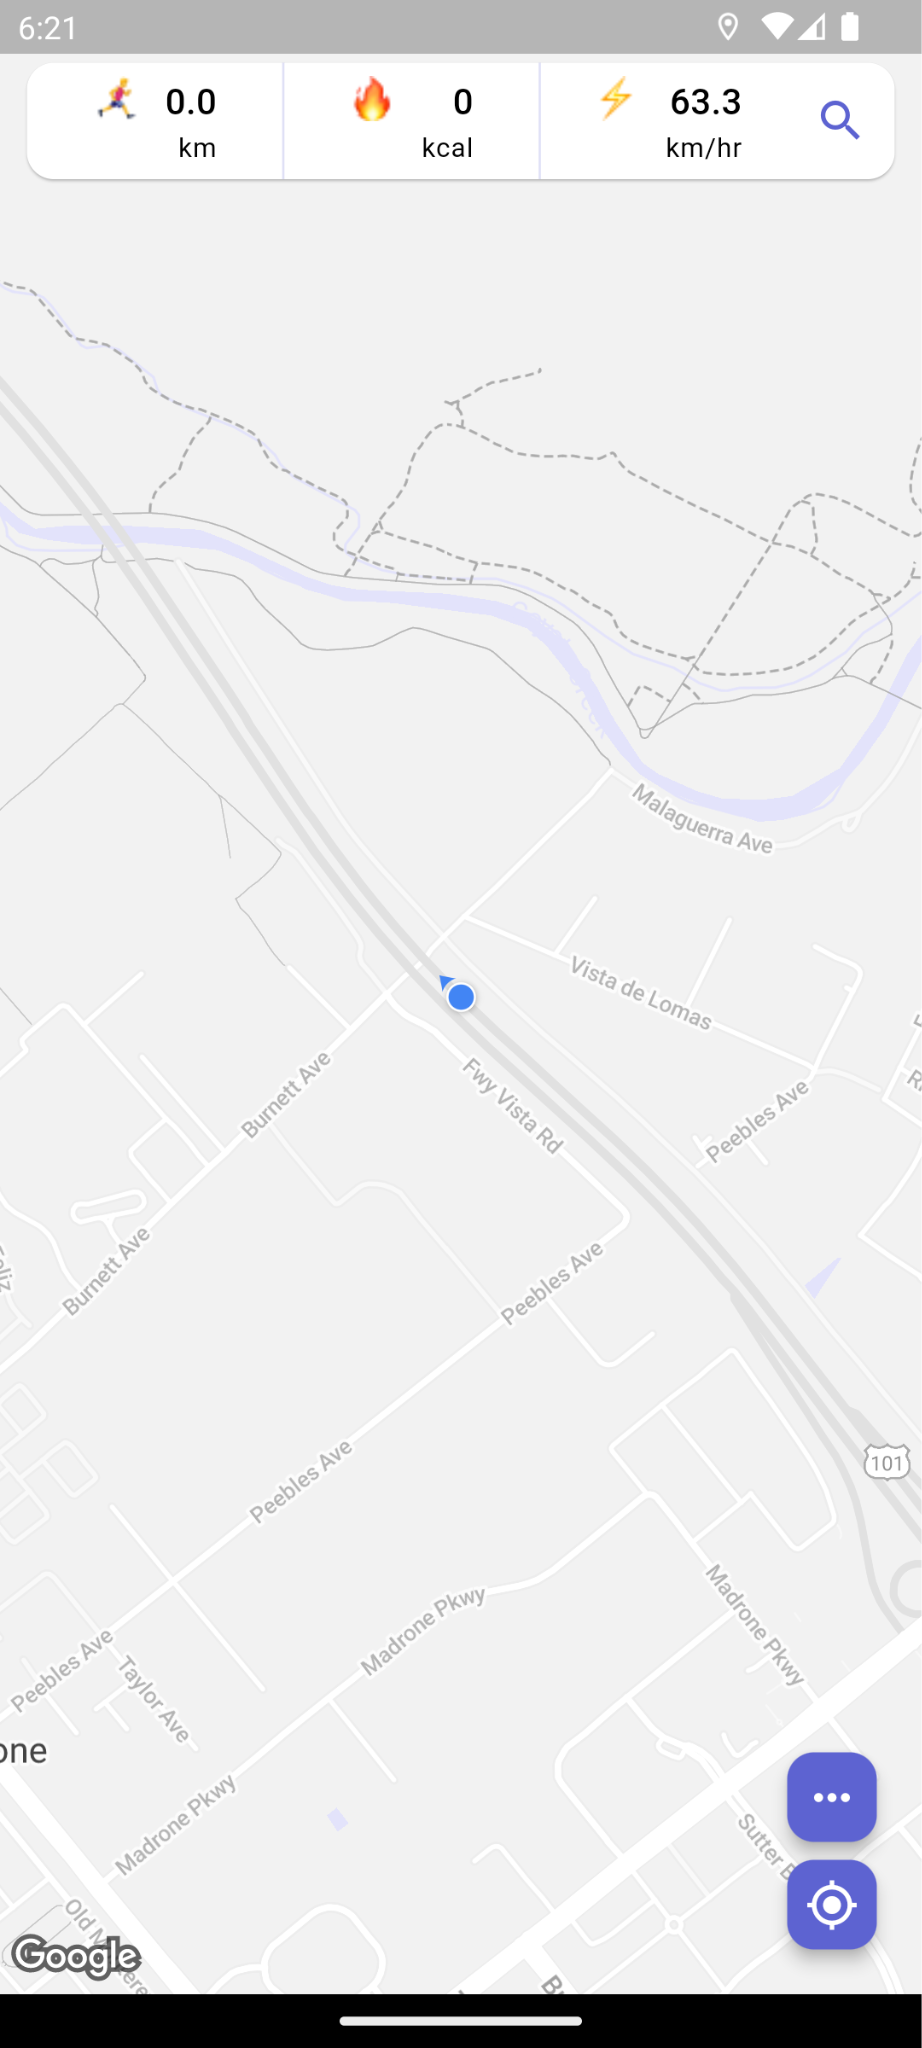 6:21
0.0
km
0
kcal
63.3
km/hr
Malaguerra Ave
Vista de Lomas
Burnett Ave
Fwy Vista Rd
Peebles Ave
Burnett Ave
Peebles Ave
101
Peebles Ave
Madrone Pkwy
Madrone Pkwy
Peebles Ave
Taylor Ave
one
Madrone Pkwy
Sutter B
Google